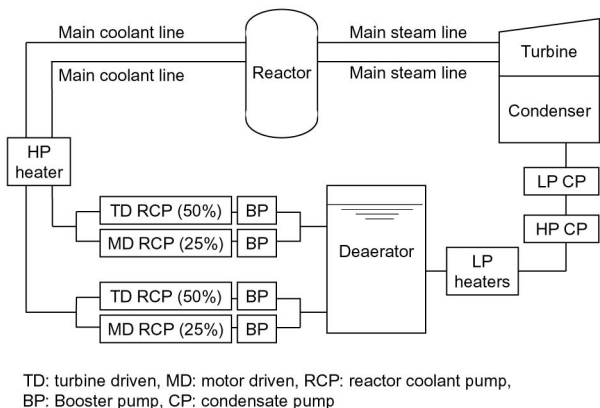 Main coolant line
Main steam line
Main coolant line
Reactor
Main steam line
Turbine
Condenser
HP
heater
LP CP
TD RCP (50%)
BP
MD RCP (25%)
BP
Deaerator
HP CP
LP
heaters
TD RCP (50%)
BP
MD RCP (25%)
BP
TD: turbine driven, MD: motor driven, RCP: reactor coolant pump,
BP: Booster pump, CP: condensate pump